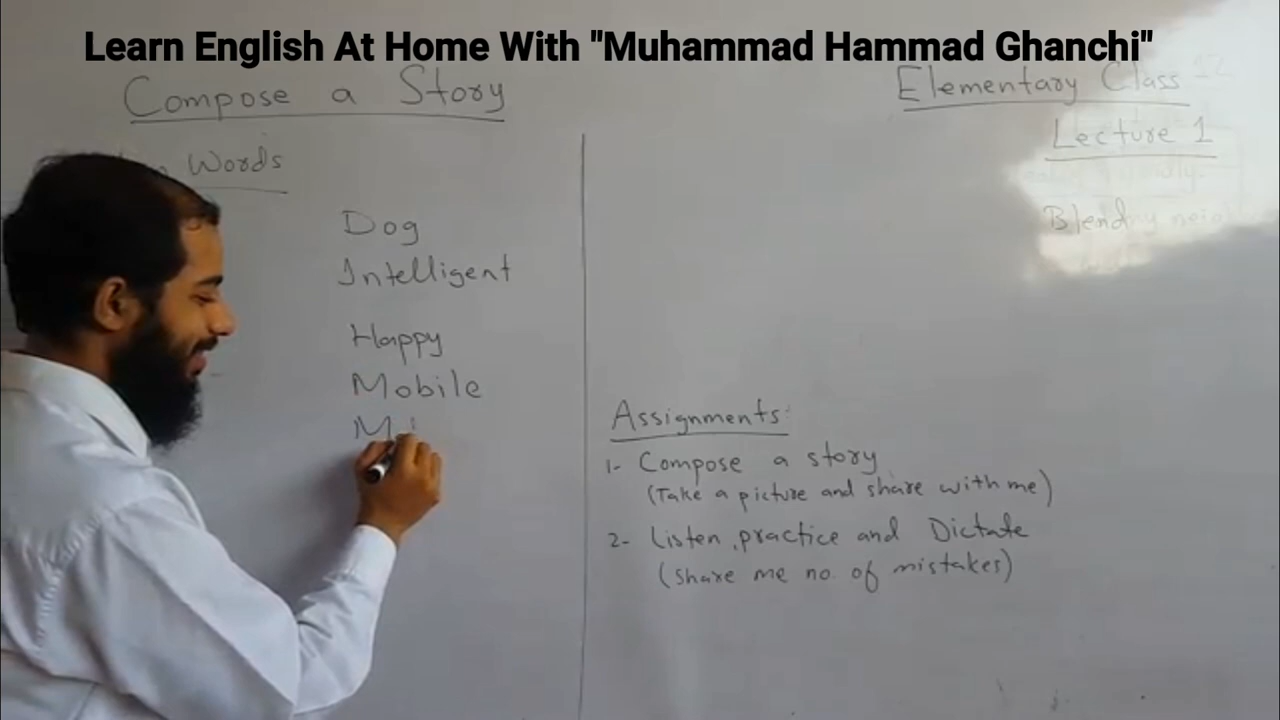 Learn English At Home With "Muhammad Hammad Ghanchi"
Compose a Story
Words
Dog
Intelligent
Happy
Mobile
Elementary Class
Lecture 1
Assignments:
1- Compose a story
(Take a picture and share with me)
2- Listen, practice and Dictate
(Share me no. of mistakes)